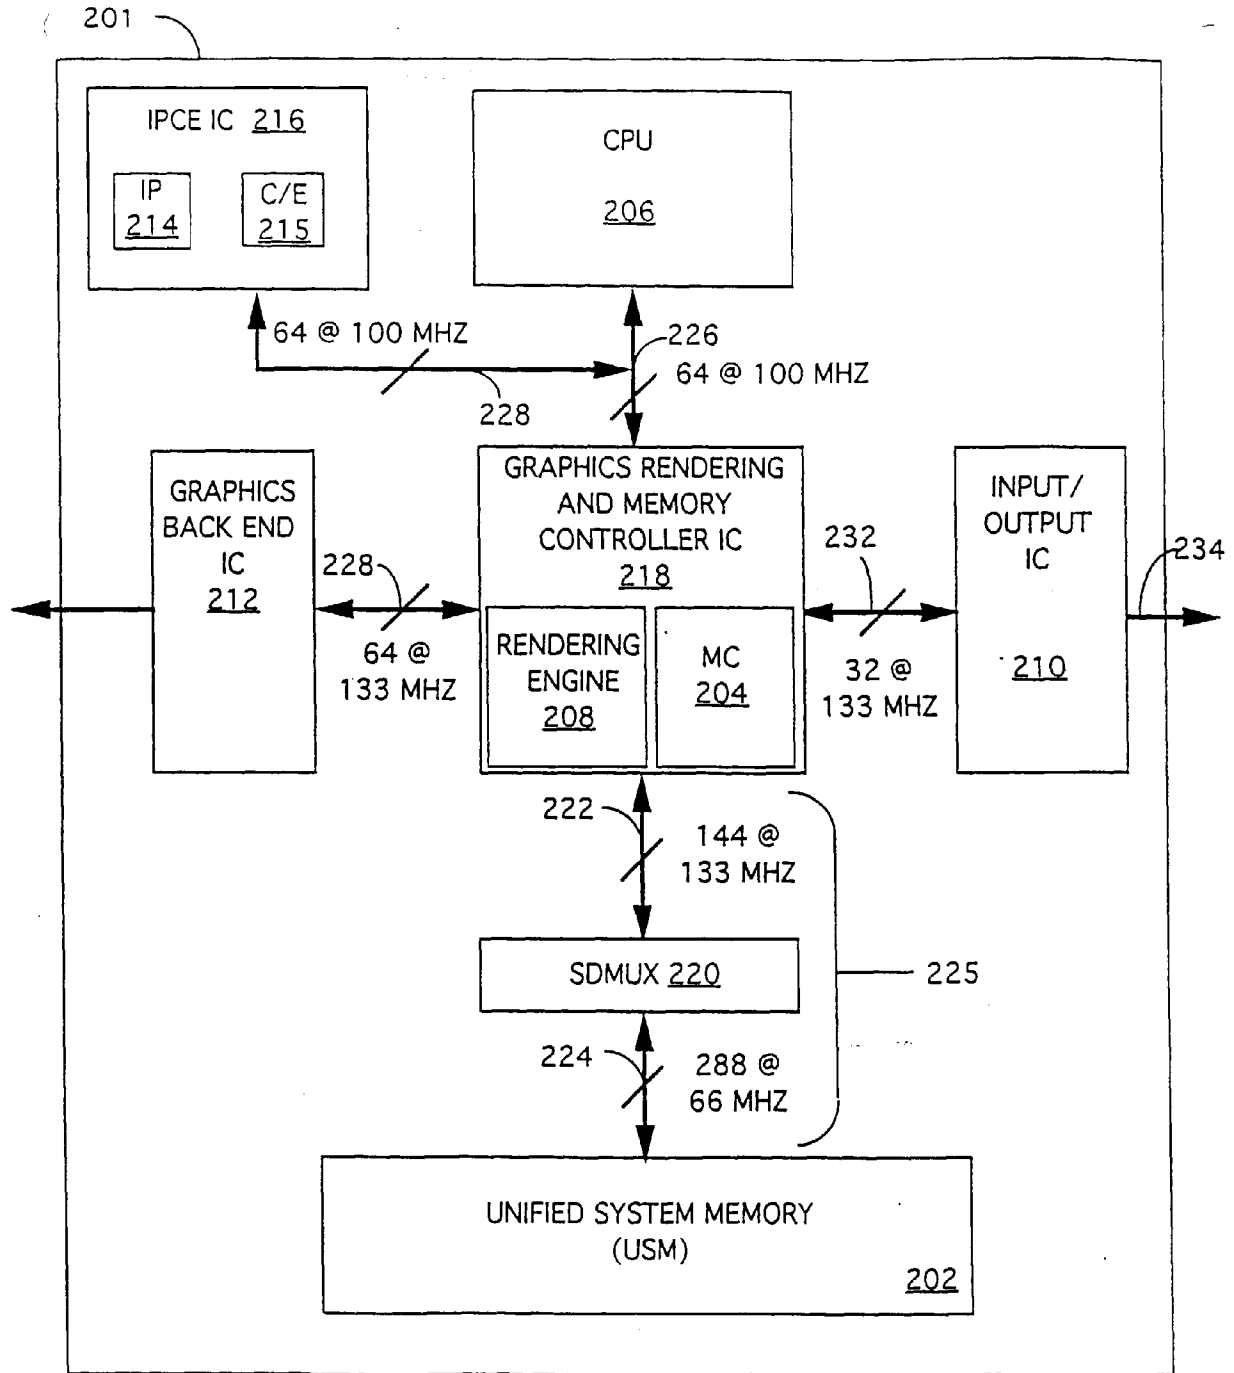 201
IPCE IC 216
IP
214
C/E
215
CPU
206
64 @ 100 MHZ
228
226
64 @ 100 MHZ
GRAPHICS
BACK END
IC
212
228
64 @
133 MHZ
GRAPHICS RENDERING
AND MEMORY
CONTROLLER IC
218
RENDERING
ENGINE
208
MC
204
232
32 @
133 MHZ
INPUT/
OUTPUT
IC
210
234
222
144 @
133 MHZ
SDMUX 220
225
224
288 @
66 MHZ
UNIFIED SYSTEM MEMORY
(USM)
202